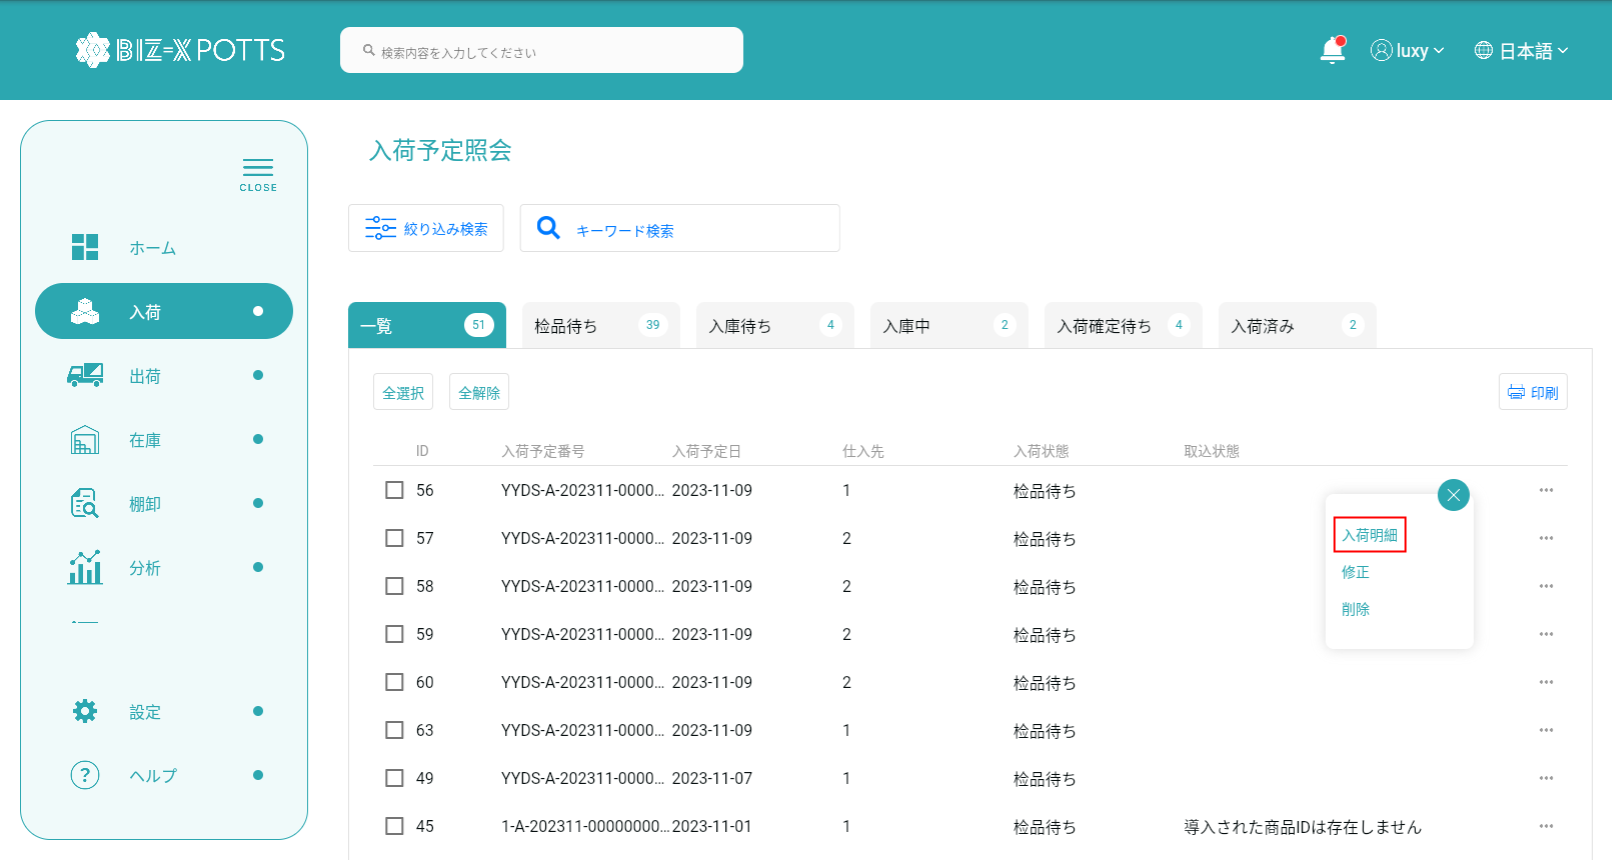 BIZ-X POTTS
検索内容を入力してください
luxy
日本語
CLOSE
ホーム
入荷
出荷
在庫
棚卸
分析
設定
ヘルプ
入荷予定照会
絞り込み検索
キーワード検索
一覧 51
检品待ち 39
入庫待ち 4
入庫中 2
入荷確定待ち 4
入荷済み 2
全選択
全解除
印刷
ID 入荷予定番号 入荷予定日 仕入先 入荷状態 取込状態
56 YYDS-A-202311-0000... 2023-11-09 1 检品待ち
57 YYDS-A-202311-0000... 2023-11-09 2 检品待ち
58 YYDS-A-202311-0000... 2023-11-09 2 检品待ち
59 YYDS-A-202311-0000... 2023-11-09 2 检品待ち
60 YYDS-A-202311-0000... 2023-11-09 2 检品待ち
63 YYDS-A-202311-0000... 2023-11-09 1 检品待ち
49 YYDS-A-202311-0000... 2023-11-07 1 检品待ち
45 1-A-202311-00000000... 2023-11-01 1 检品待ち 導入された商品IDは存在しません
入荷明細
修正
削除